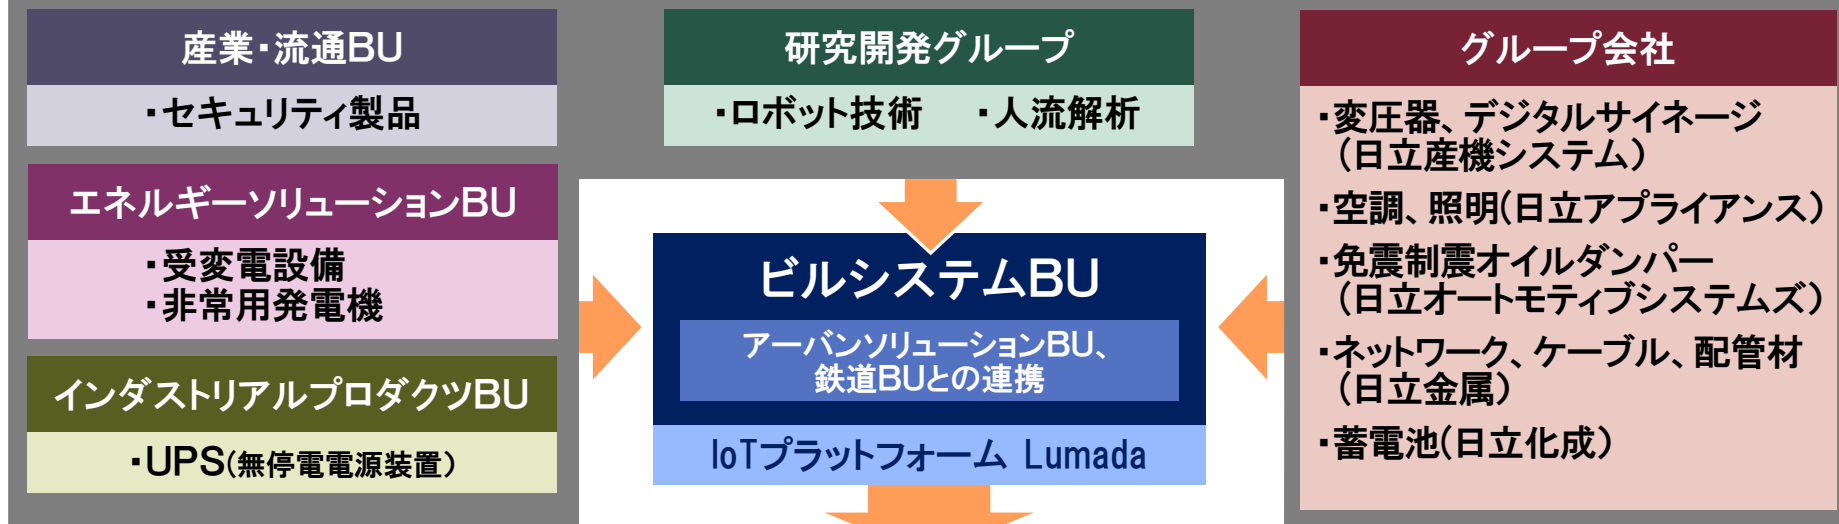 産業・流通BU
・セキュリティ製品
エネルギーソリューションBU
・受変電設備
・非常用発電機
インダストリアルプロダクツBU
・UPS(無停電電源装置)
研究開発グループ
・ロボット技術　・人流解析
ビルシステムBU
アーバンソリューションBU、
鉄道BUとの連携
IoTプラットフォーム Lumada
グループ会社
・変圧器、デジタルサイネージ
(日立産機システム)
・空調、照明(日立アプライアンス)
・免震制震オイルダンパー
(日立オートモティブシステムズ)
・ネットワーク、ケーブル、配管材
(日立金属)
・蓄電池(日立化成)